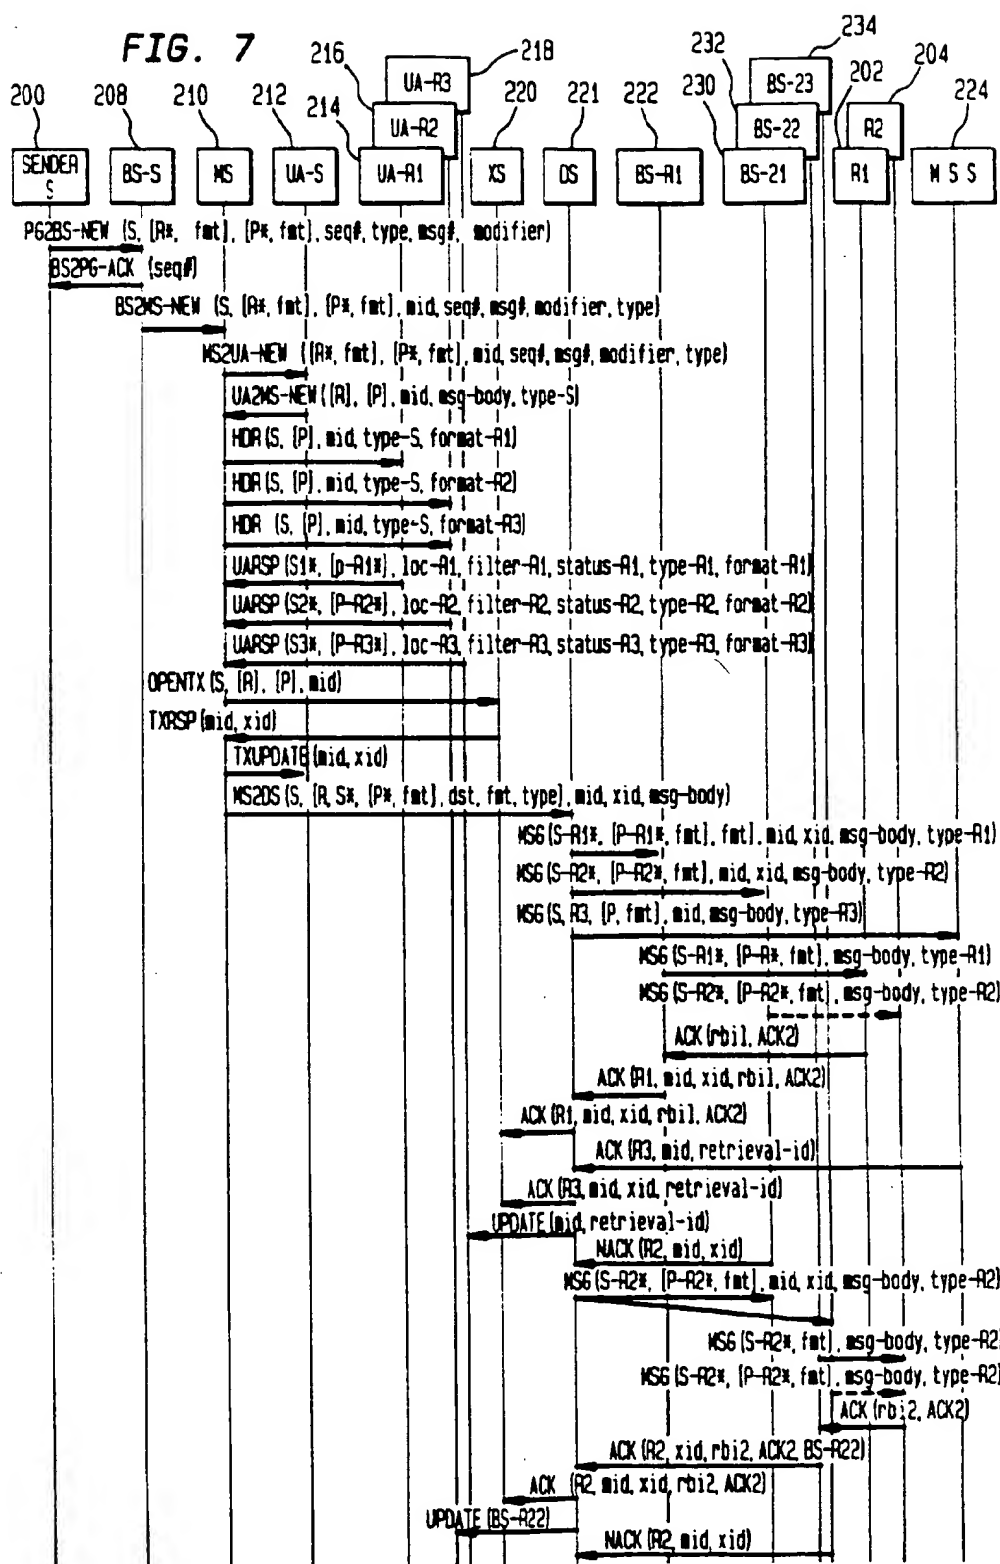 FIG. 7
216
218
232
234
200
208
210
212
214
220
221
222
230
202
204
224
UA-R3
BS-23
UA-R2
BS-22
R2
SENDER S
BS-S
MS
UA-S
UA-R1
XS
DS
BS-R1
BS-21
R1
M S S
PG2BS-NEW (S, [R*, fmt], [P*, fmt], seq#, type, msg#, modifier)
BS2PG-ACK (seq#)
BS2MS-NEW (S, [R*, fmt], [P*, fmt], mid, seq#, msg#, modifier, type)
MS2UA-NEW ([R*, fmt], [P*, fmt], mid, seq#, msg#, modifier, type)
UA2MS-NEW ([R], [P], mid, msg-body, type-S)
HDR (S, [P], mid, type-S, format-R1)
HDR (S, [P], mid, type-S, format-R2)
HDR (S, [P], mid, type-S, format-R3)
UARSP (S1*, [p-R1*], loc-R1, filter-R1, status-R1, type-R1, format-R1)
UARSP (S2*, [P-R2*], loc-R2, filter-R2, status-R2, type-R2, format-R2)
UARSP (S3*, [P-R3*], loc-R3, filter-R3, status-R3, type-R3, format-R3)
OPENTX (S, [R], [P], mid)
TXRSP (mid, xid)
TXUPDATE (mid, xid)
MS2DS (S, [R, S*, [P*, fmt], dst, fmt, type], mid, xid, msg-body)
MSG (S-R1*, [P-R1*, fmt], fmt], mid, xid, msg-body, type-R1)
MSG (S-R2*, [P-R2*, fmt], mid, xid, msg-body, type-R2)
MSG (S, R3, [P, fmt], mid, msg-body, type-R3)
MSG (S-R1*, [P-R*, fmt], msg-body, type-R1)
MSG (S-R2*, [P-R2*, fmt], msg-body, type-R2)
ACK (rbi1, ACK2)
ACK (R1, mid, xid, rbi1, ACK2)
ACK (R1, mid, xid, rbi1, ACK2)
ACK (R3, mid, retrieval-id)
ACK (R3, mid, xid, retrieval-id)
UPDATE (mid, retrieval-id)
NACK (R2, mid, xid)
MSG (S-R2*, [P-R2*, fmt], mid, xid, msg-body, type-R2)
MSG (S-R2*, fmt], msg-body, type-R2)
MSG (S-R2*, [P-R2*, fmt], msg-body, type-R2)
ACK (rbi2, ACK2)
ACK (R2, xid, rbi2, ACK2, BS-R22)
ACK (R2, mid, xid, rbi2, ACK2)
UPDATE (BS-R22)
NACK (R2, mid, xid)